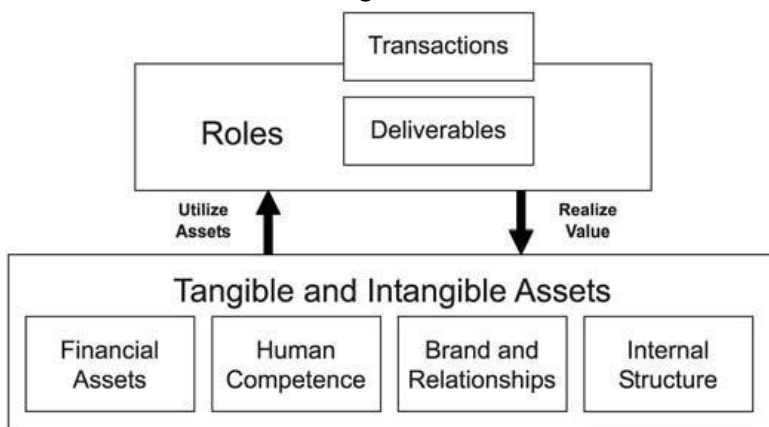 Transactions
Roles
Deliverables
Utilize
Assets
Realize
Value
Tangible and Intangible Assets
Financial
Assets
Human
Competence
Brand and
Relationships
Internal
Structure